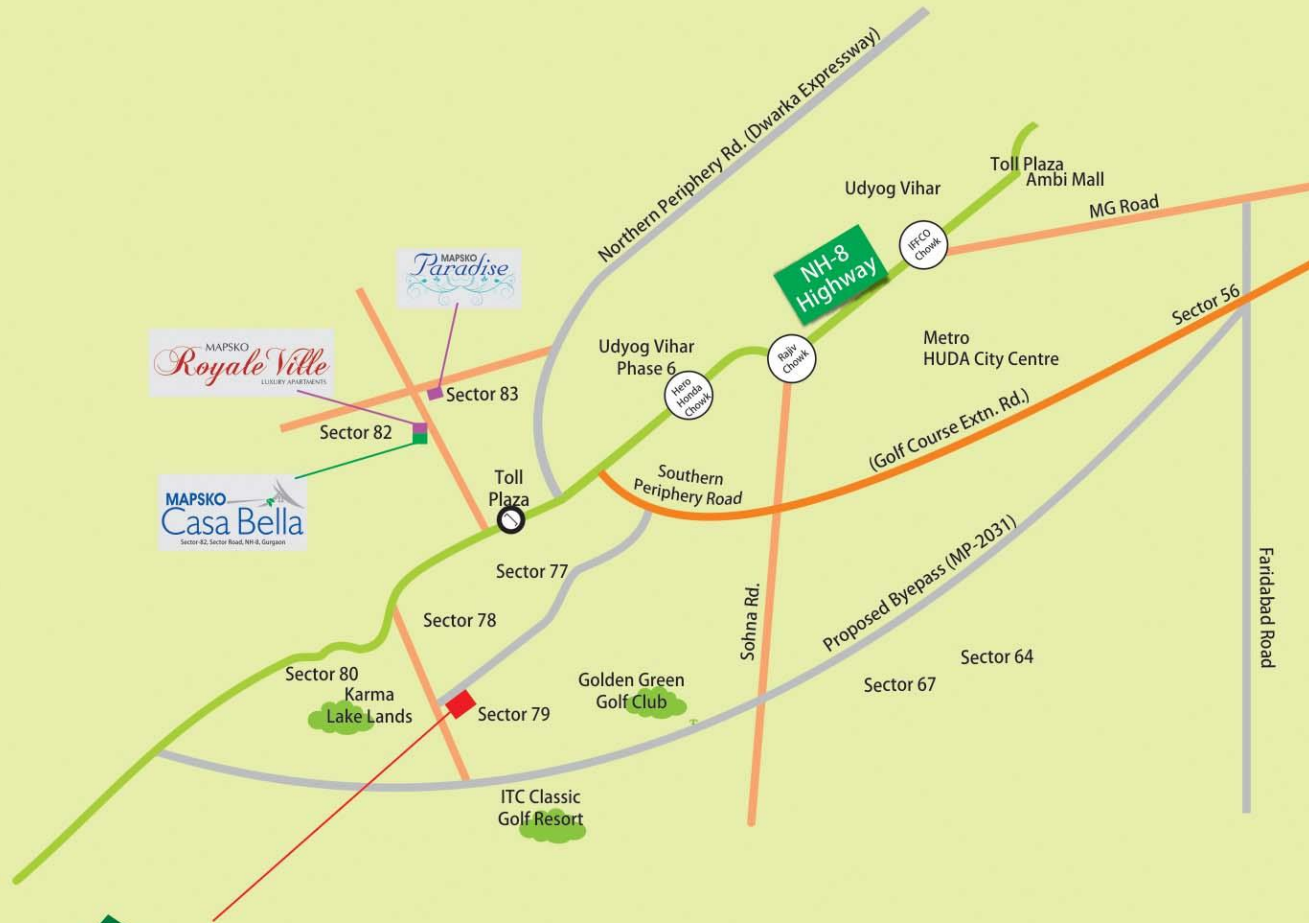 Northern Periphery Rd. (Dwarka Expressway)
Toll Plaza
Ambi Mall
Udyog Vihar
MG Road
IFFCO
Chowk
NH-8
Highway
MAPSKO
Paradise
Sector 56
MAPSKO
Royale Ville
LUXURY APARTMENTS
Udyog Vihar
Phase 6
Rajiv
Chowk
Metro
HUDA City Centre
Hero
Honda
Chowk
Sector 83
Sector 82
(Golf Course Extn. Rd.)
Toll
Plaza
Southern
Periphery Road
MAPSKO
Casa Bella
Sector-82, Sector Road, NH-8, Gurgaon
Sector 77
Proposed Byepass (MP-2031)
Faridabad Road
Sohna Rd.
Sector 78
Sector 64
Sector 67
Sector 80
Karma
Lake Lands
Golden Green
Golf Club
Sector 79
ITC Classic
Golf Resort